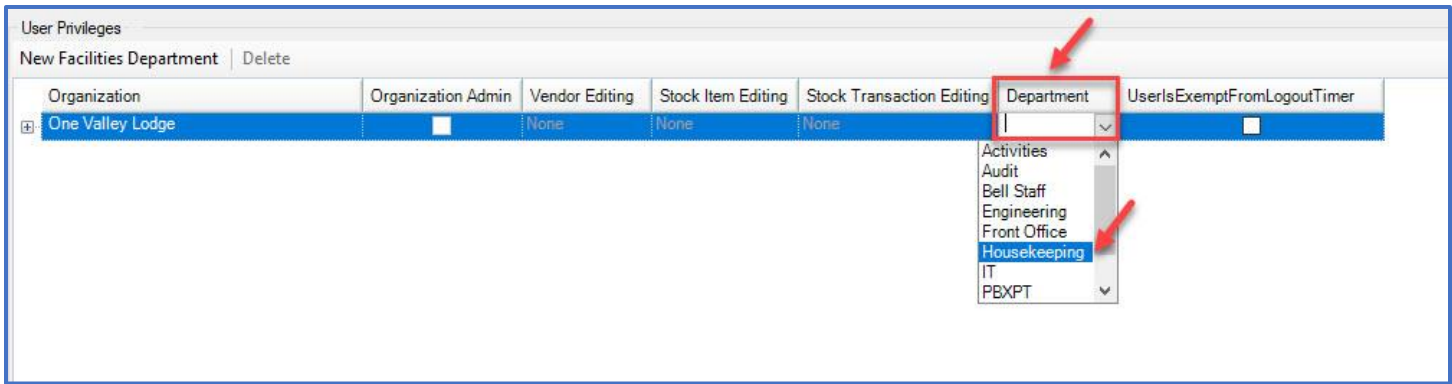 User Privileges
New Facilities Department | Delete
Organization Organization Admin Vendor Editing Stock Item Editing Stock Transaction Editing Department UserIsExemptFromLogoutTimer
One Valley Lodge None None None
Activities
Audit
Bell Staff
Engineering
Front Office
Housekeeping
IT
PBXPT